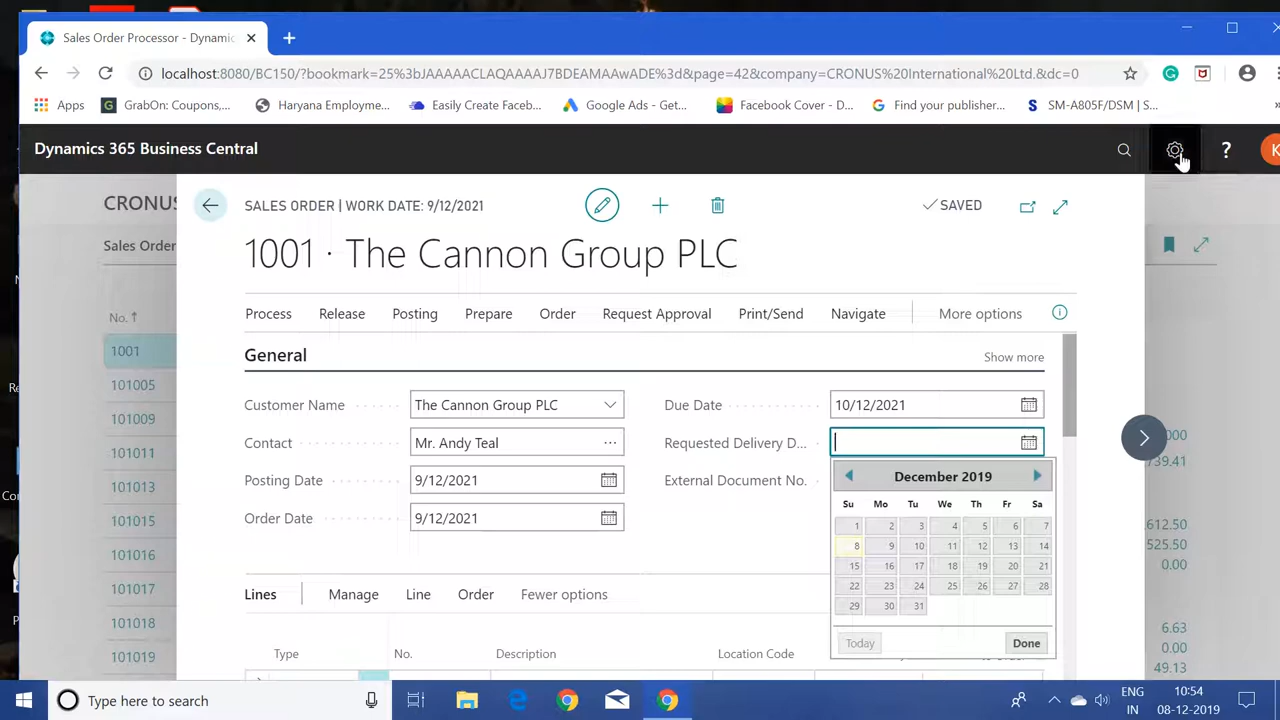 Sales Order Processor - Dynamic
localhost:8080/BC150/?bookmark=25%3bJAAAAACLAQAAAAJ7BDEAMAAwADE%3d&page=42&company=CRONUS%20International%20Ltd.&dc=0
Apps GrabOn: Coupons,... Haryana Employme... Easily Create Faceb... Google Ads - Get... Facebook Cover - D... Find your publisher... SM-A805F/DSM | S...
Dynamics 365 Business Central ? K
CRONUS SALES ORDER | WORK DATE: 9/12/2021 SAVED
Sales Order 1001 · The Cannon Group PLC
Process Release Posting Prepare Order Request Approval Print/Send Navigate More options
No. ↑
General Show more
1001
101005
101009
101011
101013
101015
101016
101017
101018
101019
Customer Name The Cannon Group PLC Due Date 10/12/2021
Contact Mr. Andy Teal Requested Delivery D...
Posting Date 9/12/2021 External Document No.
Order Date 9/12/2021
December 2019
Su Mo Tu We Th Fr Sa
1 2 3 4 5 6 7
8 9 10 11 12 13 14
15 16 17 18 19 20 21
22 23 24 25 26 27 28
29 30 31
Today Done
Lines Manage Line Order Fewer options
Type No. Description Location Code
000
739.41
612.50
525.50
0.00
6.63
0.00
49.13
Type here to search
ENG 10:54
IN 08-12-2019